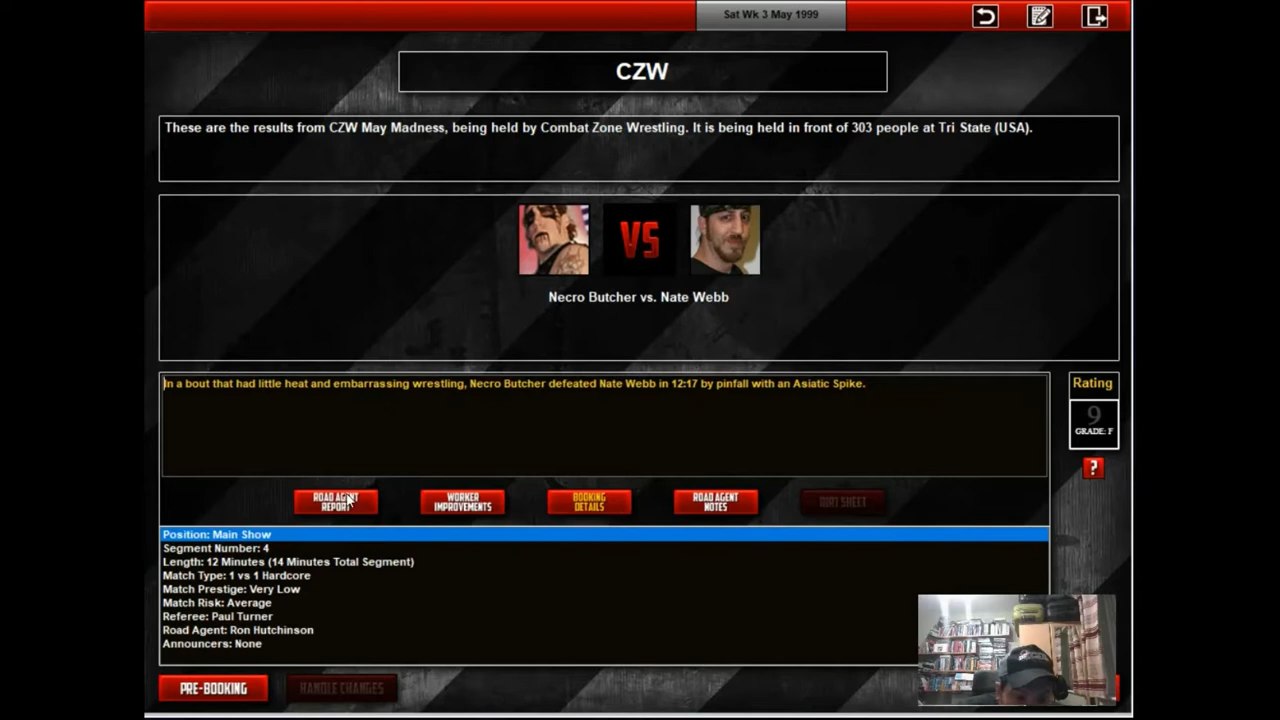 Sat Wk 3 May 1999
CZW
These are the results from CZW May Madness, being held by Combat Zone Wrestling. It is being held in front of 303 people at Tri State (USA).
VS
Necro Butcher vs. Nate Webb
In a bout that had little heat and embarrassing wrestling, Necro Butcher defeated Nate Webb in 12:17 by pinfall with an Asiatic Spike.
Rating
9
GRADE: F
?
ROAD AGENT REPORT
WORKER IMPROVEMENTS
BOOKING DETAILS
ROAD AGENT NOTES
DIRT SHEET
Position: Main Show
Segment Number: 4
Length: 12 Minutes (14 Minutes Total Segment)
Match Type: 1 vs 1 Hardcore
Match Prestige: Very Low
Match Risk: Average
Referee: Paul Turner
Road Agent: Ron Hutchinson
Announcers: None
PRE-BOOKING
HANDLE CHANGES